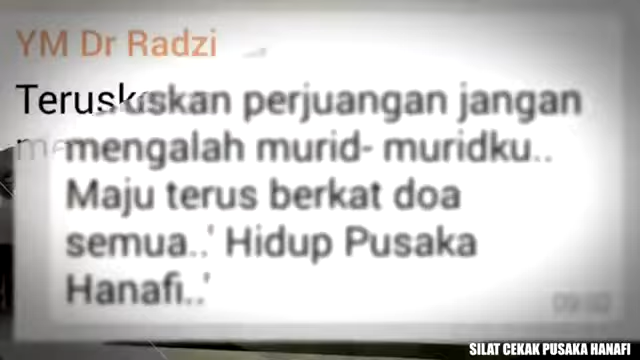 YM Dr Radzi
Teruskan perjuangan jangan
mengalah murid- muridku..
Maju terus berkat doa
semua..' Hidup Pusaka
Hanafi..'
SILAT CEKAK PUSAKA HANAFI